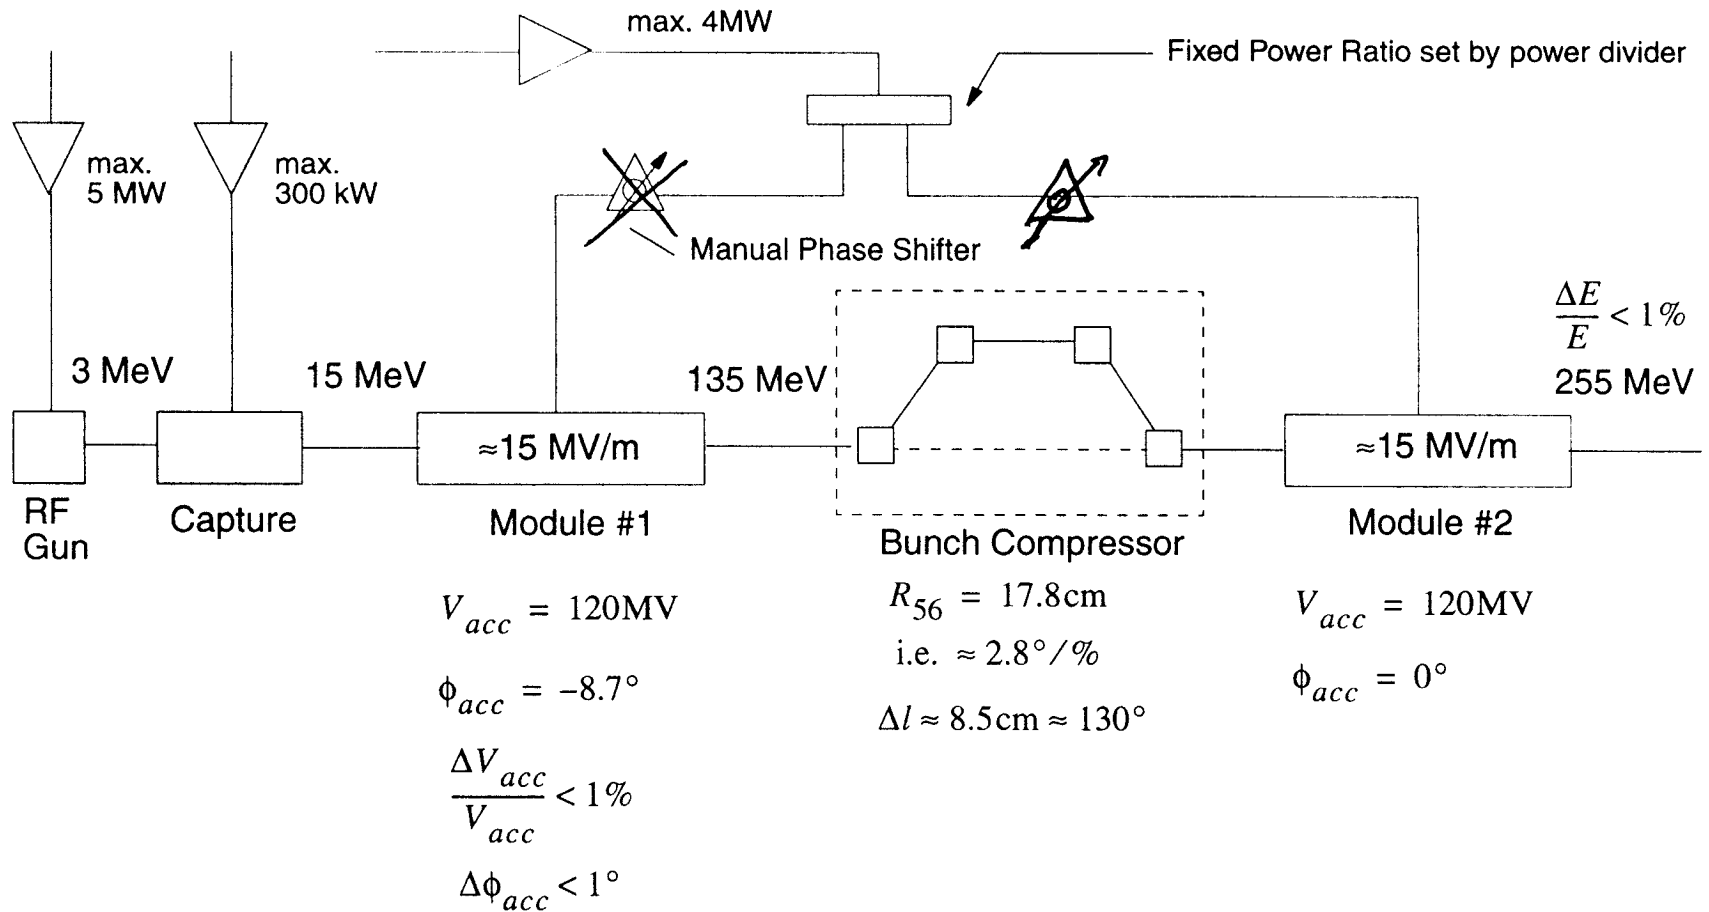 max. 4MW
Fixed Power Ratio set by power divider
max.
5 MW
max.
300 kW
Manual Phase Shifter
ΔE/E < 1%
3 MeV
15 MeV
135 MeV
255 MeV
≈15 MV/m
≈15 MV/m
RF
Gun
Capture
Module #1
Bunch Compressor
Module #2
V_acc = 120MV
ϕ_acc = −8.7°
ΔV_acc/V_acc < 1%
Δϕ_acc < 1°
R_56 = 17.8cm
i.e. ≈ 2.8°/%
Δl ≈ 8.5cm ≈ 130°
V_acc = 120MV
ϕ_acc = 0°